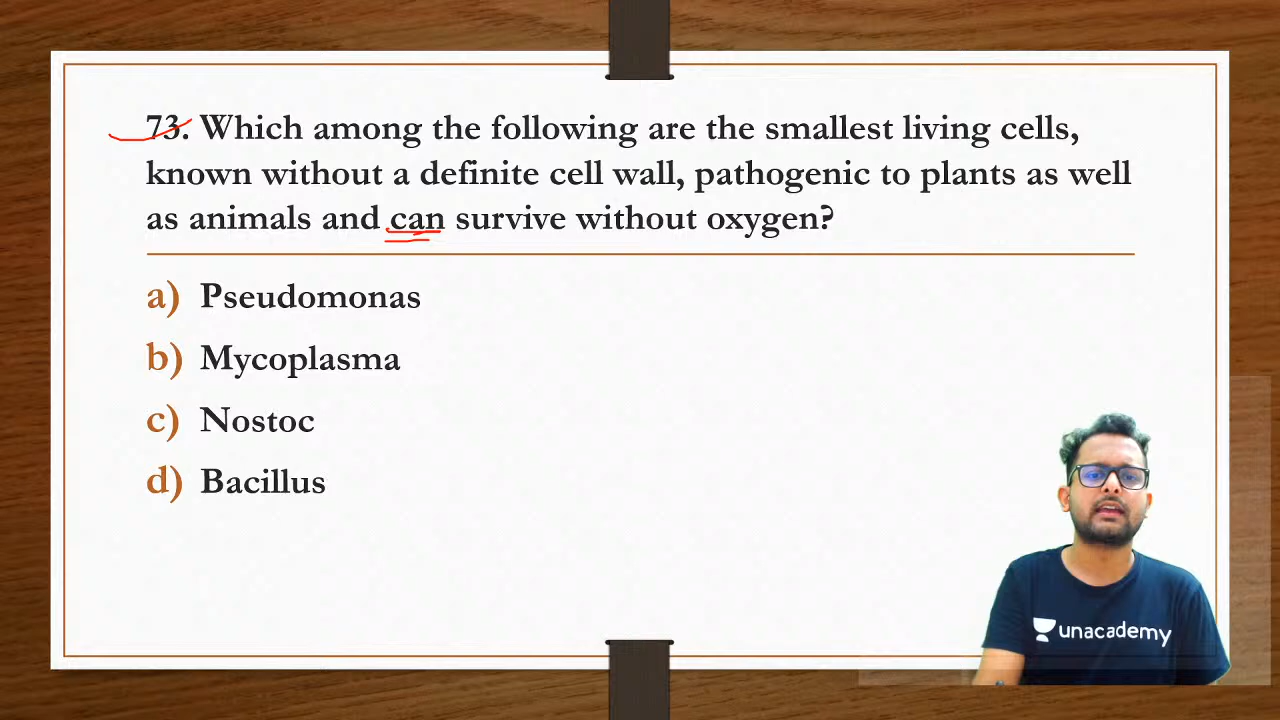 73. Which among the following are the smallest living cells,
known without a definite cell wall, pathogenic to plants as well
as animals and can survive without oxygen?
a) Pseudomonas
b) Mycoplasma
c) Nostoc
d) Bacillus
unacademy